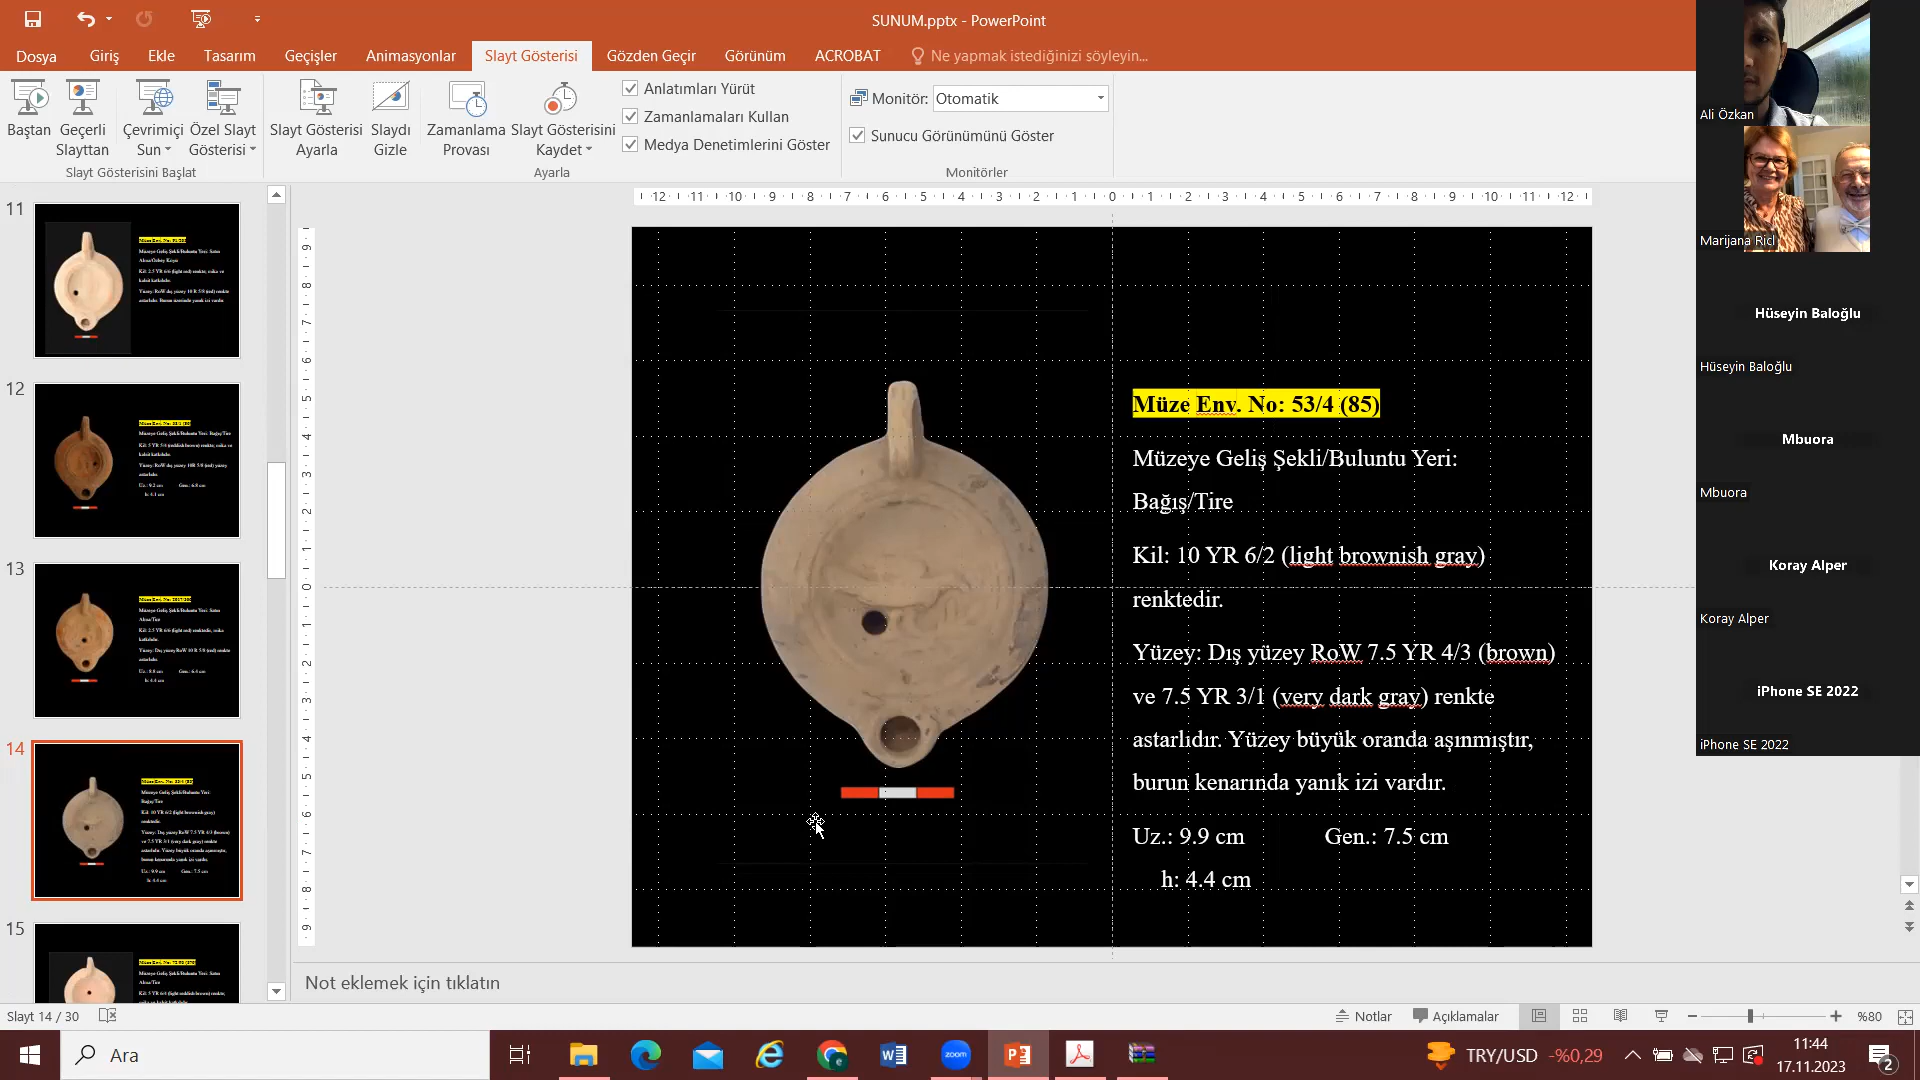 SUNUM.pptx - PowerPoint
Dosya Giriş Ekle Tasarım Geçişler Animasyonlar Slayt Gösterisi Gözden Geçir Görünüm ACROBAT Ne yapmak istediğinizi söyleyin...
Baştan
Geçerli Slayttan
Çevrimiçi Sun
Özel Slayt Gösterisi
Slayt Gösterisini Başlat
Slayt Gösterisi Ayarla
Slaydı Gizle
Zamanlama Provası
Slayt Gösterisini Kaydet
Anlatımları Yürüt
Zamanlamaları Kullan
Medya Denetimlerini Göster
Ayarla
Monitör: Otomatik
Sunucu Görünümünü Göster
Monitörler
11
12
13
14
15
Müze Env. No: 53/4 (85)
Müzeye Geliş Şekli/Buluntu Yeri:
Bağış/Tire
Kil: 10 YR 6/2 (light brownish gray)
renktedir.
Yüzey: Dış yüzey RoW 7.5 YR 4/3 (brown)
ve 7.5 YR 3/1 (very dark gray) renkte
astarlıdır. Yüzey büyük oranda aşınmıştır,
burun kenarında yanık izi vardır.
Uz.: 9.9 cm Gen.: 7.5 cm
h: 4.4 cm
Not eklemek için tıklatın
Ali Özkan
Marijana Ricl
Hüseyin Baloğlu
Hüseyin Baloğlu
Mbuora
Mbuora
Koray Alper
Koray Alper
iPhone SE 2022
iPhone SE 2022
Slayt 14 / 30
Notlar Açıklamalar %80
Ara
zoom
TRY/USD -%0,29
11:44
17.11.2023
2